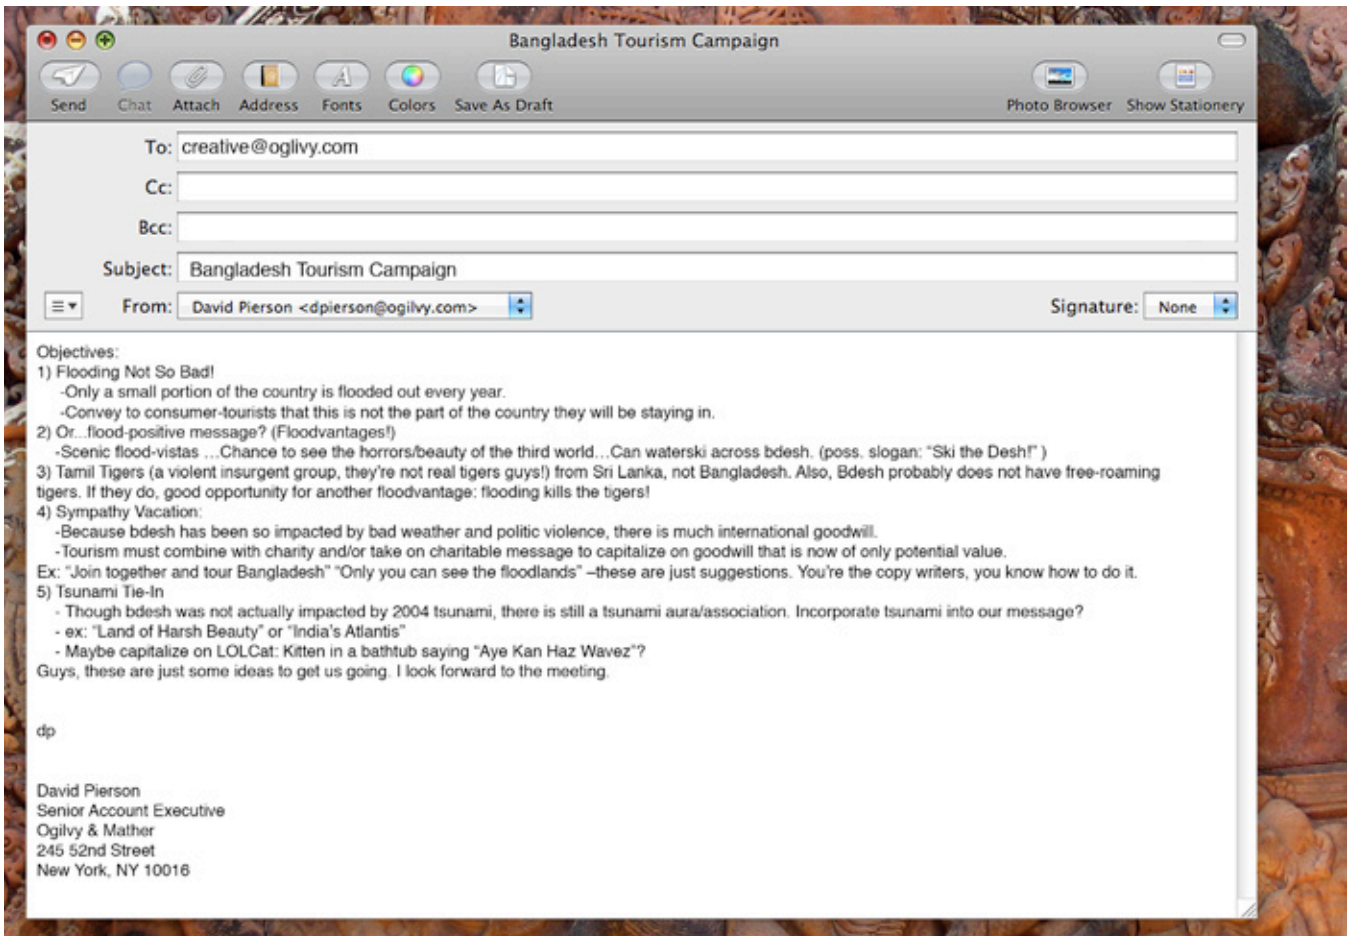 Bangladesh Tourism Campaign
Send Chat Attach Address Fonts Colors Save As Draft Photo Browser Show Stationery
To: creative@oglivy.com
Cc:
Bcc:
Subject: Bangladesh Tourism Campaign
From: David Pierson <dpierson@ogilvy.com> Signature: None
Objectives:
1) Flooding Not So Bad!
-Only a small portion of the country is flooded out every year.
-Convey to consumer-tourists that this is not the part of the country they will be staying in.
2) Or...flood-positive message? (Floodvantages!)
-Scenic flood-vistas ...Chance to see the horrors/beauty of the third world...Can waterski across bdesh. (poss. slogan: “Ski the Desh!” )
3) Tamil Tigers (a violent insurgent group, they're not real tigers guys!) from Sri Lanka, not Bangladesh. Also, Bdesh probably does not have free-roaming
tigers. If they do, good opportunity for another floodvantage: flooding kills the tigers!
4) Sympathy Vacation:
-Because bdesh has been so impacted by bad weather and politic violence, there is much international goodwill.
-Tourism must combine with charity and/or take on charitable message to capitalize on goodwill that is now of only potential value.
Ex: “Join together and tour Bangladesh” “Only you can see the floodlands” –these are just suggestions. You're the copy writers, you know how to do it.
5) Tsunami Tie-In
- Though bdesh was not actually impacted by 2004 tsunami, there is still a tsunami aura/association. Incorporate tsunami into our message?
- ex: “Land of Harsh Beauty” or “India's Atlantis”
- Maybe capitalize on LOLCat: Kitten in a bathtub saying “Aye Kan Haz Wavez”?
Guys, these are just some ideas to get us going. I look forward to the meeting.
dp
David Pierson
Senior Account Executive
Ogilvy & Mather
245 52nd Street
New York, NY 10016